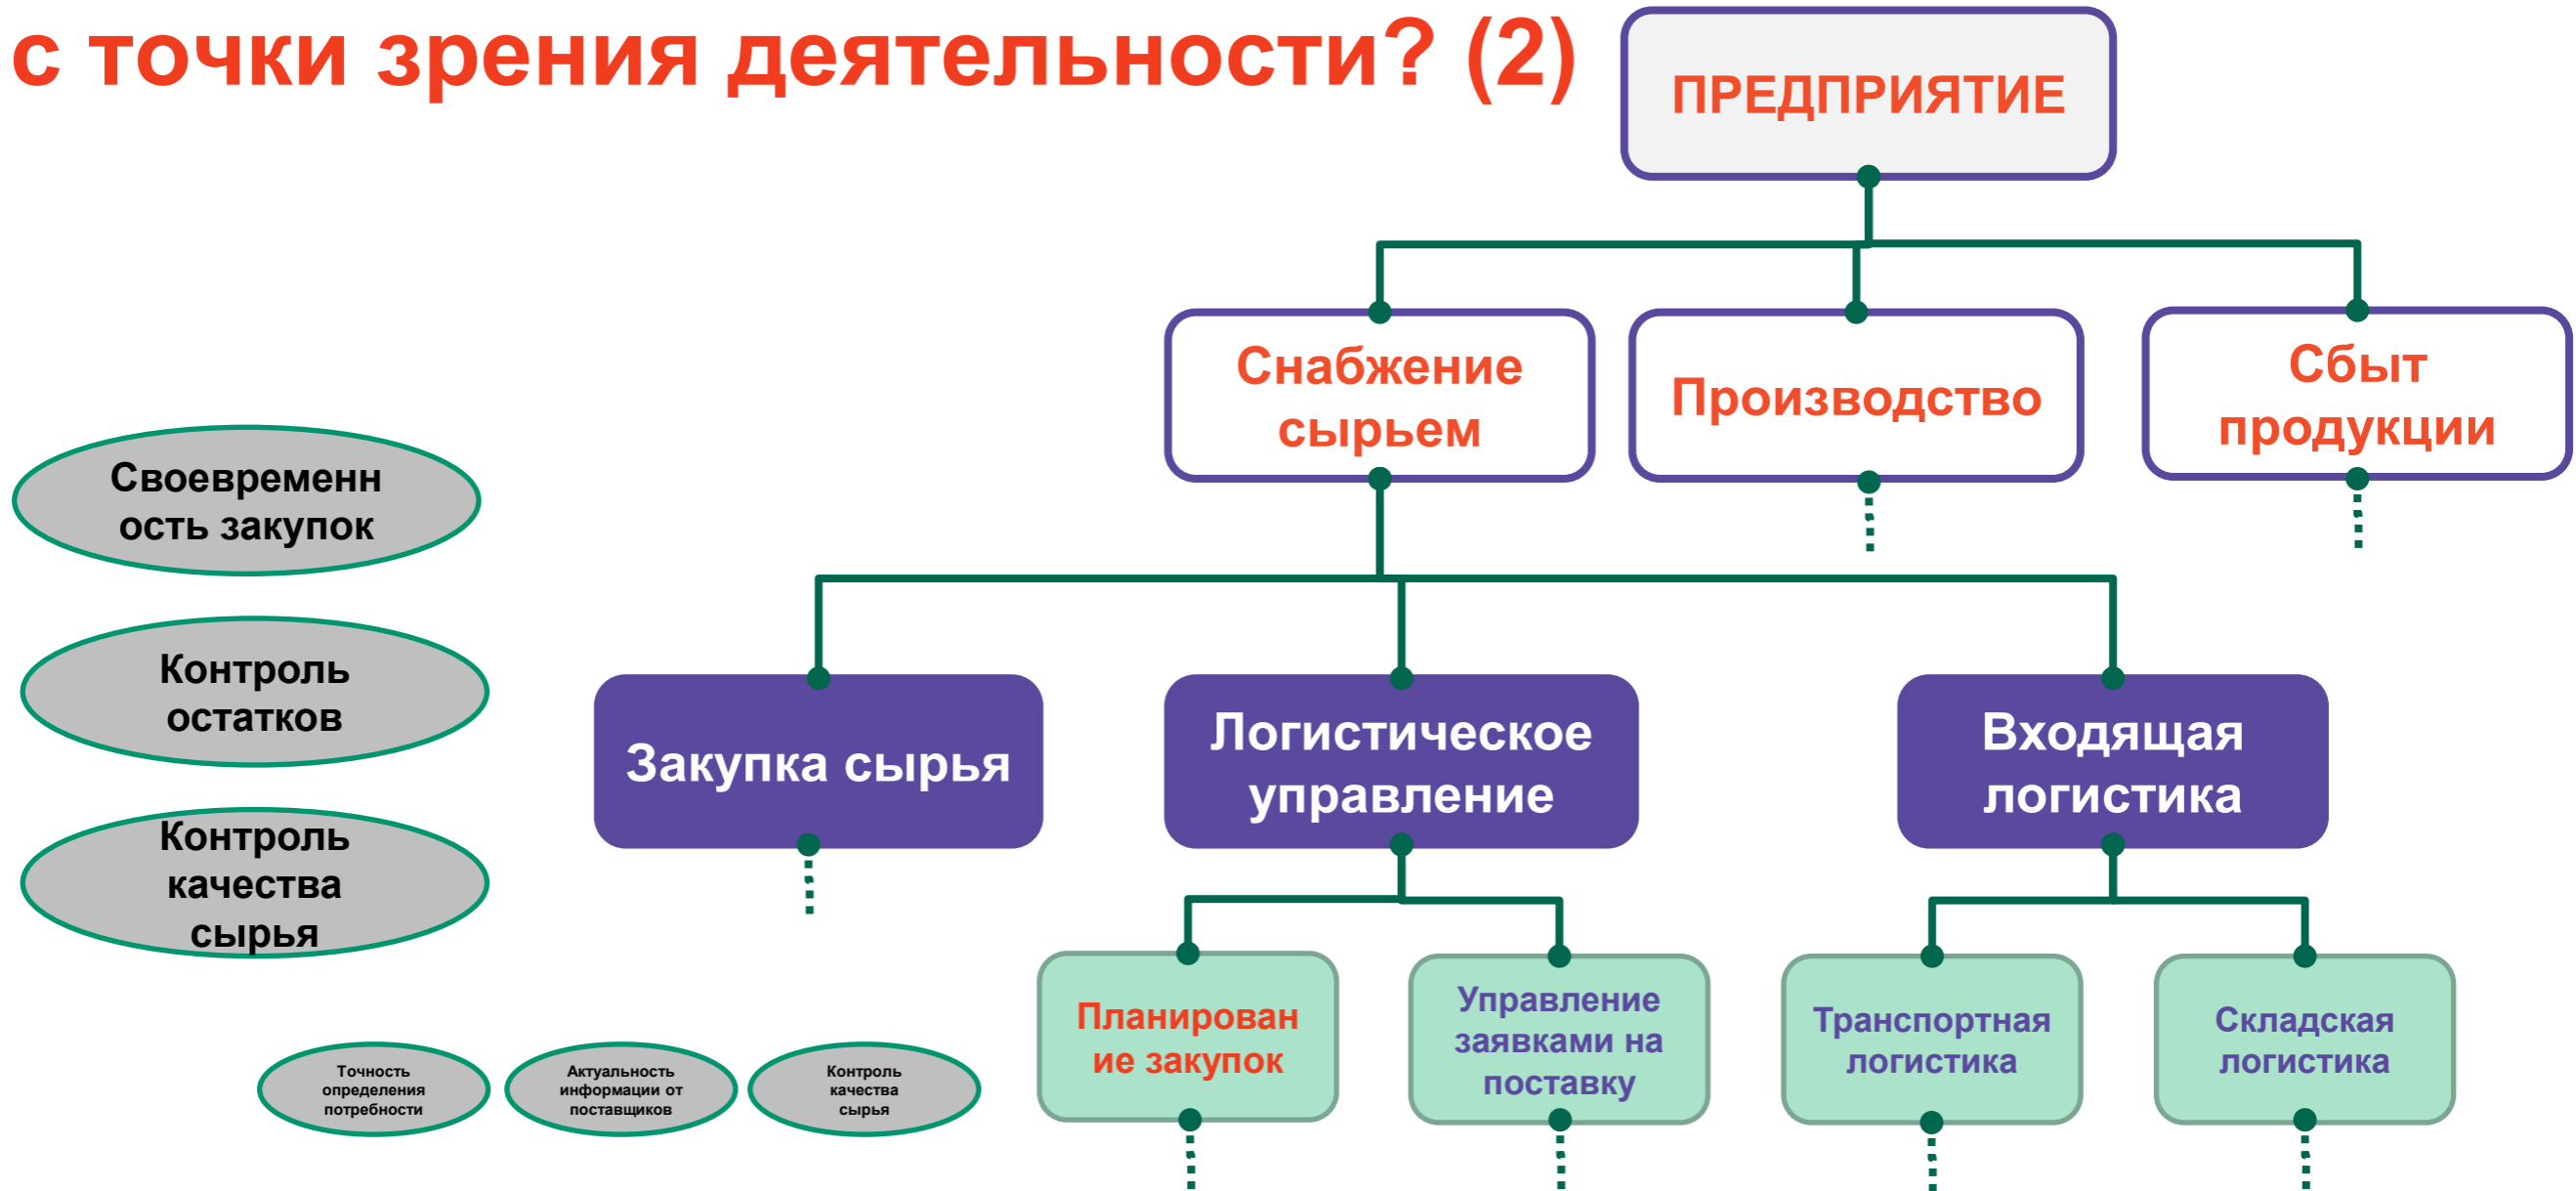 с точки зрения деятельности? (2)
ПРЕДПРИЯТИЕ
Снабжение
сырьем
Производство
Сбыт
продукции
Своевременн
ость закупок
Контроль
остатков
Контроль
качества
сырья
Закупка сырья
Логистическое
управление
Входящая
логистика
Планирован
ие закупок
Управление
заявками на
поставку
Транспортная
логистика
Складская
логистика
Точность
определения
потребности
Актуальность
информации от
поставщиков
Контроль
качества
сырья